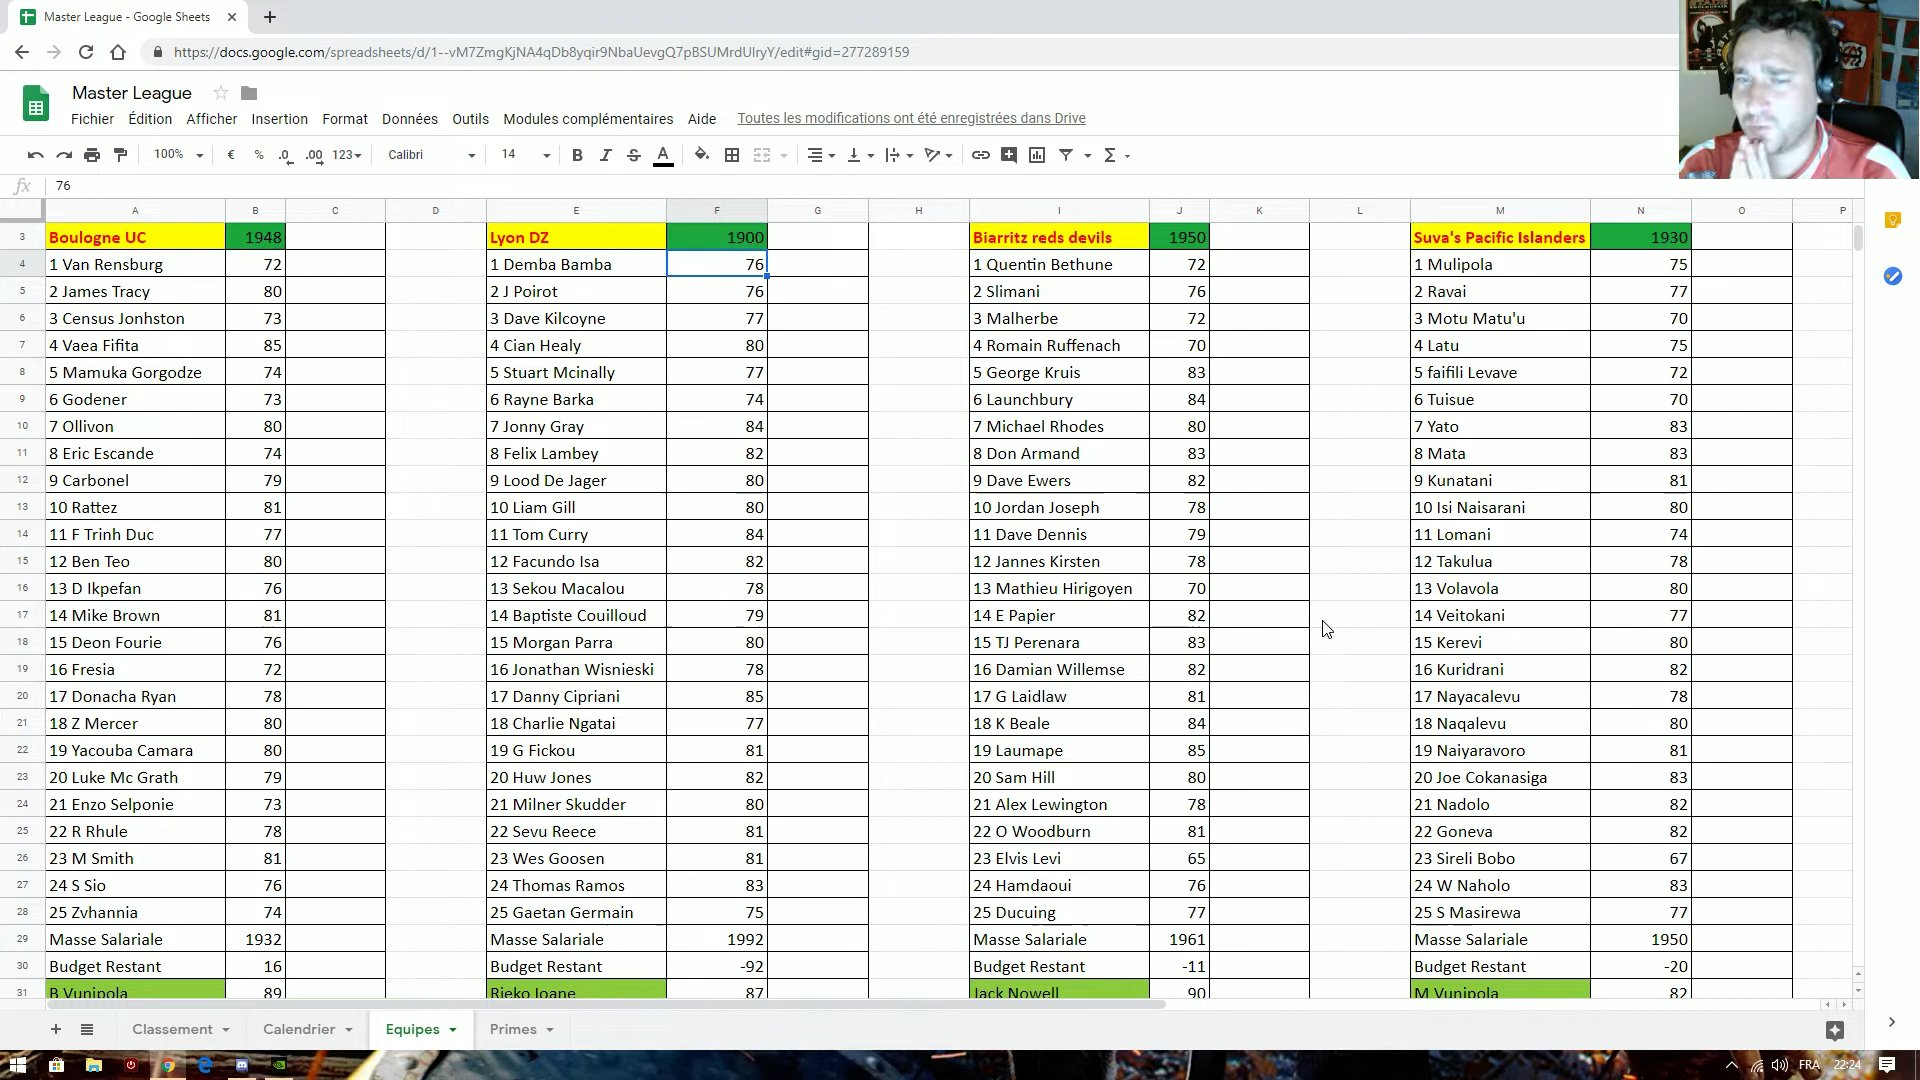 Master League - Google Sheets
https://docs.google.com/spreadsheets/d/1--vM7ZmgKjNA4qDb8yqir9NbaUevgQ7pBSUMrdUIryY/edit#gid=277289159
Master League
Fichier Édition Afficher Insertion Format Données Outils Modules complémentaires Aide Toutes les modifications ont été enregistrées dans Drive
100% € % .0 .00 123 Calibri 14 B I S A Σ
fx 76
A B C D E F G H I J K L M N O P
3 Boulogne UC 1948 Lyon DZ 1900 Biarritz reds devils 1950 Suva's Pacific Islanders 1930
4 1 Van Rensburg 72 1 Demba Bamba 76 1 Quentin Bethune 72 1 Mulipola 75
5 2 James Tracy 80 2 J Poirot 76 2 Slimani 76 2 Ravai 77
6 3 Census Jonhston 73 3 Dave Kilcoyne 77 3 Malherbe 72 3 Motu Matu'u 70
7 4 Vaea Fifita 85 4 Cian Healy 80 4 Romain Ruffenach 70 4 Latu 75
8 5 Mamuka Gorgodze 74 5 Stuart Mcinally 77 5 George Kruis 83 5 faifili Levave 72
9 6 Godener 73 6 Rayne Barka 74 6 Launchbury 84 6 Tuisue 70
10 7 Ollivon 80 7 Jonny Gray 84 7 Michael Rhodes 80 7 Yato 83
11 8 Eric Escande 74 8 Felix Lambey 82 8 Don Armand 83 8 Mata 83
12 9 Carbonel 79 9 Lood De Jager 80 9 Dave Ewers 82 9 Kunatani 81
13 10 Rattez 81 10 Liam Gill 80 10 Jordan Joseph 78 10 Isi Naisarani 80
14 11 F Trinh Duc 77 11 Tom Curry 84 11 Dave Dennis 79 11 Lomani 74
15 12 Ben Teo 80 12 Facundo Isa 82 12 Jannes Kirsten 78 12 Takulua 78
16 13 D Ikpefan 76 13 Sekou Macalou 78 13 Mathieu Hirigoyen 70 13 Volavola 80
17 14 Mike Brown 81 14 Baptiste Couilloud 79 14 E Papier 82 14 Veitokani 77
18 15 Deon Fourie 76 15 Morgan Parra 80 15 TJ Perenara 83 15 Kerevi 80
19 16 Fresia 72 16 Jonathan Wisnieski 78 16 Damian Willemse 82 16 Kuridrani 82
20 17 Donacha Ryan 78 17 Danny Cipriani 85 17 G Laidlaw 81 17 Nayacalevu 78
21 18 Z Mercer 80 18 Charlie Ngatai 77 18 K Beale 84 18 Naqalevu 80
22 19 Yacouba Camara 80 19 G Fickou 81 19 Laumape 85 19 Naiyaravoro 81
23 20 Luke Mc Grath 79 20 Huw Jones 82 20 Sam Hill 80 20 Joe Cokanasiga 83
24 21 Enzo Selponie 73 21 Milner Skudder 80 21 Alex Lewington 78 21 Nadolo 82
25 22 R Rhule 78 22 Sevu Reece 81 22 O Woodburn 81 22 Goneva 82
26 23 M Smith 81 23 Wes Goosen 81 23 Elvis Levi 65 23 Sireli Bobo 67
27 24 S Sio 76 24 Thomas Ramos 83 24 Hamdaoui 76 24 W Naholo 83
28 25 Zvhannia 74 25 Gaetan Germain 75 25 Ducuing 77 25 S Masirewa 77
29 Masse Salariale 1932 Masse Salariale 1992 Masse Salariale 1961 Masse Salariale 1950
30 Budget Restant 16 Budget Restant -92 Budget Restant -11 Budget Restant -20
31 B Vunipola 89 Rieko Ioane 87 Jack Nowell 90 M Vunipola 82
Classement Calendrier Equipes Primes
FRA 22:24